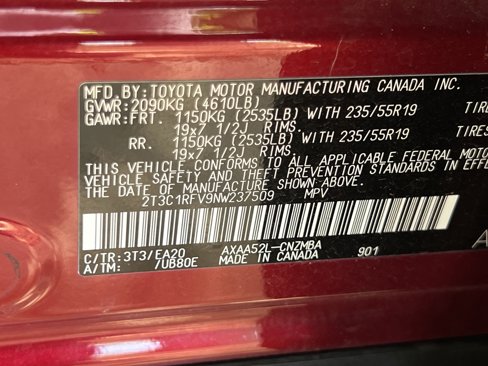 MFD. BY: TOYOTA MOTOR MANUFACTURING CANADA INC.
GVWR: 2090KG (4610LB)
GAWR: FRT. 1150KG (2535LB) WITH 235/55R19 TIRE
19x7 1/2J RIMS.
RR. 1150KG (2535LB) WITH 235/55R19 TIRES
19x7 1/2J RIMS.
THIS VEHICLE CONFORMS TO ALL APPLICABLE FEDERAL MOTO
VEHICLE SAFETY AND THEFT PREVENTION STANDARDS IN EFFE
THE DATE OF MANUFACTURE SHOWN ABOVE.
2T3C1RFV9NW237509 MPV
C/TR: 3T3/EA20 AXAA52L-CNZMBA
A/TM: /UB80E MADE IN CANADA 901